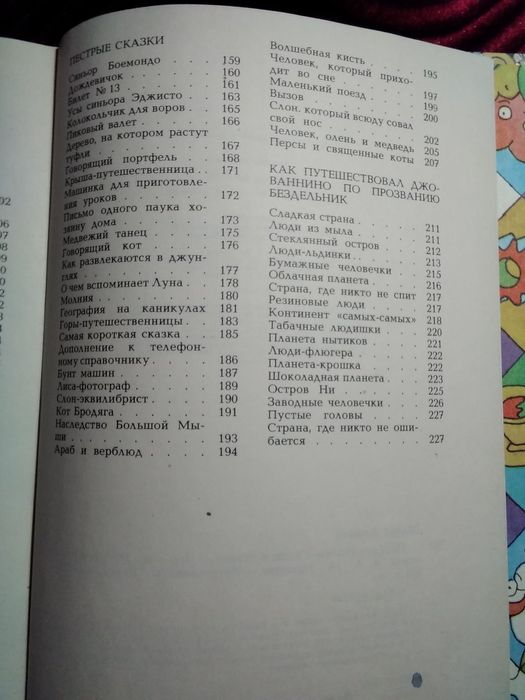 02
06
07
08
09
0
2
2
2
4
ПЕСТРЫЕ СКАЗКИ
Синьор Боемондо . . . . 159
Дождевичок . . . . 160
Билет № 13 . . . . 161
Усы синьора Эджисто . . 163
Колокольчик для воров . . 165
Пиковый валет . . . . 166
Дерево, на котором растут
туфли . . . . . 167
Говорящий портфель . . . 168
Крыша-путешественница . . 171
Машинка для приготовле-
ния уроков . . . . 172
Письмо одного паука хо-
зяину дома . . . . 173
Медвежий танец . . . . 175
Говорящий кот . . . . 176
Как развлекаются в джун-
глях . . . . . 177
О чем вспоминает Луна . . 178
Молния . . . . . 180
География на каникулах . . 181
Горы-путешественницы . . 183
Самая короткая сказка . . 185
Дополнение к телефон-
ному справочнику . . . 186
Бунт машин . . . . 187
Лиса-фотограф . . . . 189
Слон-эквилибрист . . . 190
Кот Бродяга . . . . 191
Наследство Большой Мы-
ши . . . . . . 193
Араб и верблюд . . . . 194
Волшебная кисть . . . . 195
Человек, который прихо-
дит во сне . . . . 197
Маленький поезд . . . . 199
Вызов . . . . . 200
Слон, который всюду совал
свой нос . . . . 202
Человек, олень и медведь . 205
Персы и священные коты . 207
КАК ПУТЕШЕСТВОВАЛ ДЖО-
ВАННИНО ПО ПРОЗВАНИЮ
БЕЗДЕЛЬНИК
Сладкая страна . . . . 211
Люди из мыла . . . . 211
Стеклянный остров . . . 212
Люди-льдинки . . . . 213
Бумажные человечки . . . 215
Облачная планета . . . 216
Страна, где никто не спит . 217
Резиновые люди . . . . 217
Континент «самых-самых» . 218
Табачные людишки . . . 220
Планета нытиков . . . . 221
Люди-флюгера . . . . 222
Планета-крошка . . . . 222
Шоколадная планета . . . 223
Остров Ни . . . . 225
Заводные человечки . . . 226
Пустые головы . . . . 227
Страна, где никто не оши-
бается . . . . . 227